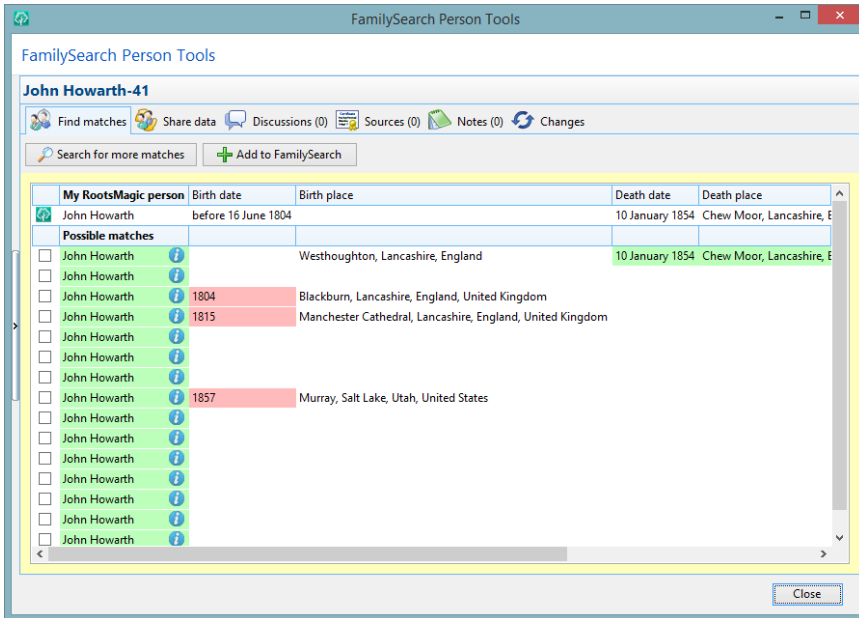 FamilySearch Person Tools
FamilySearch Person Tools
John Howarth-41
Find matches Share data Discussions (0) Sources (0) Notes (0) Changes
Search for more matches Add to FamilySearch
My RootsMagic person Birth date Birth place Death date Death place
John Howarth before 16 June 1804 10 January 1854 Chew Moor, Lancashire, E
Possible matches
John Howarth Westhoughton, Lancashire, England 10 January 1854 Chew Moor, Lancashire, E
John Howarth
John Howarth 1804 Blackburn, Lancashire, England, United Kingdom
John Howarth 1815 Manchester Cathedral, Lancashire, England, United Kingdom
John Howarth
John Howarth
John Howarth
John Howarth 1857 Murray, Salt Lake, Utah, United States
John Howarth
John Howarth
John Howarth
John Howarth
John Howarth
John Howarth
John Howarth
Close